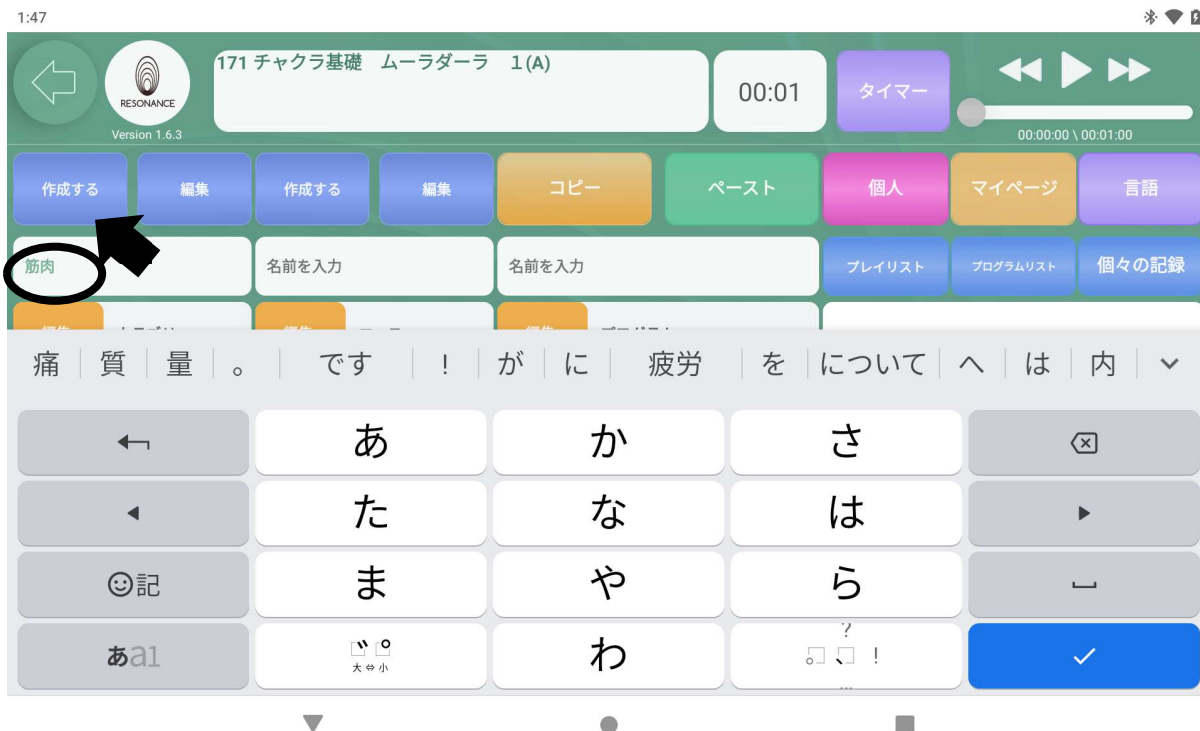 1:47
171 チャクラ基礎　ムーラダーラ　１(A)
00:01
タイマー
RESONANCE
Version 1.6.3
00:00:00 \ 00:01:00
作成する 編集 作成する 編集 コピー ペースト 個人 マイページ 言語
筋肉 名前を入力 名前を入力 プレイリスト プログラムリスト 個々の記録
痛 質 量 。 です ! が に 疲労 を について へ は 内
あ か さ
た な は
記 ま や ら
あa1 大⇔小 わ 。、?!…